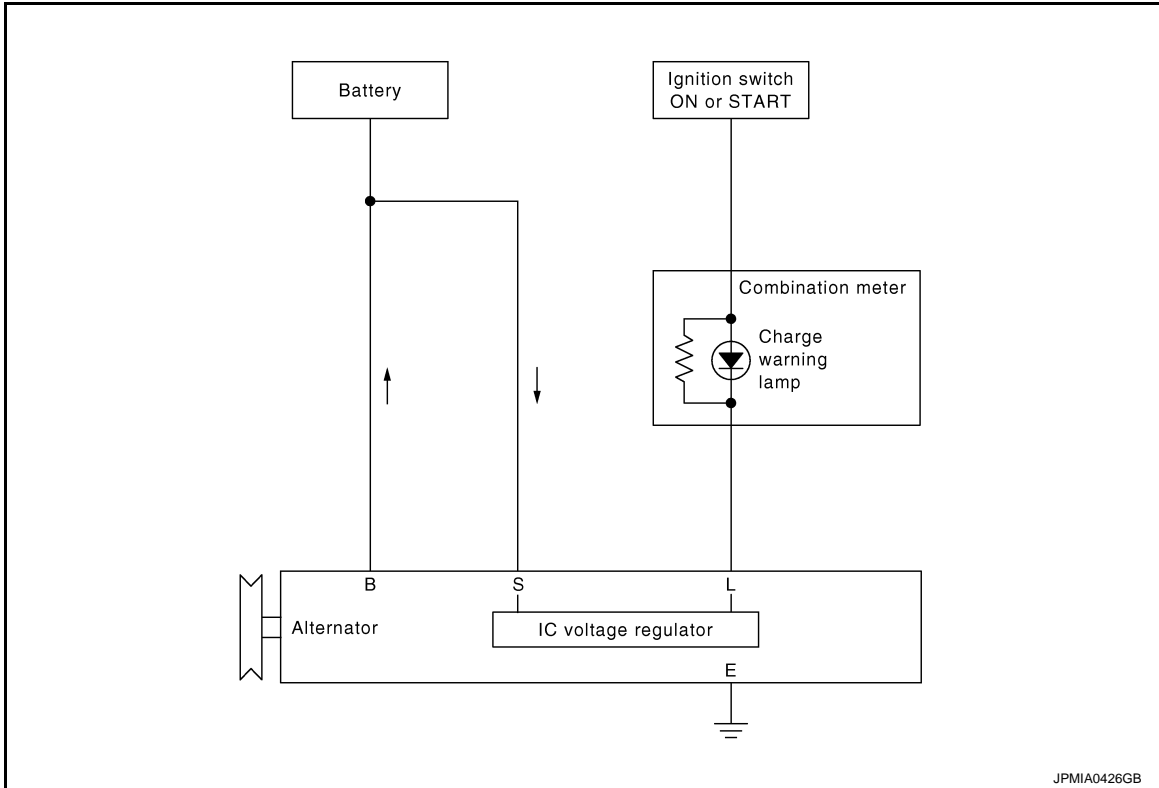 Battery
Ignition switch
ON or START
Combination meter
Charge
warning
lamp
B
S
L
Alternator
IC voltage regulator
E
JPMIA0426GB